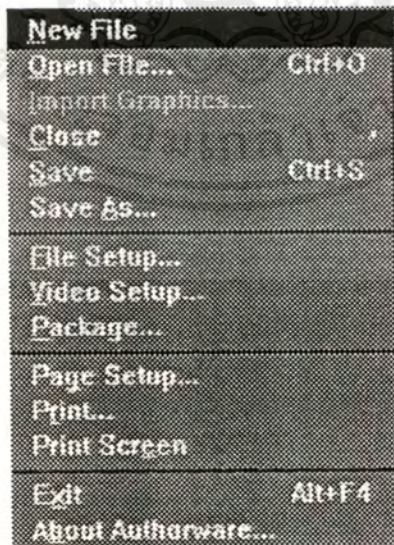 New File
Open File... Ctrl+O
Import Graphics...
Close
Save Ctrl+S
Save As...
File Setup...
Video Setup...
Package...
Page Setup...
Print...
Print Screen
Exit Alt+F4
About Authorware...